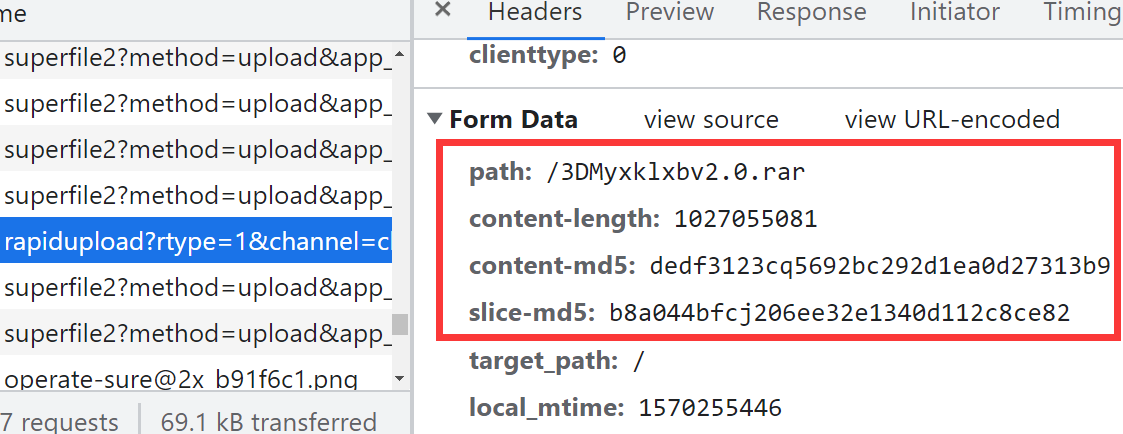 me
superfile2?method=upload&app_
superfile2?method=upload&app_
superfile2?method=upload&app_
superfile2?method=upload&app_
rapidupload?rtype=1&channel=cl
superfile2?method=upload&app_
superfile2?method=upload&app_
operate-sure@2x_b91f6c1.png
7 requests 69.1 kB transferred
× Headers Preview Response Initiator Timing
clienttype: 0
▼ Form Data view source view URL-encoded
path: /3DMyxklxbv2.0.rar
content-length: 1027055081
content-md5: dedf3123cq5692bc292d1ea0d27313b9
slice-md5: b8a044bfcj206ee32e1340d112c8ce82
target_path: /
local_mtime: 1570255446